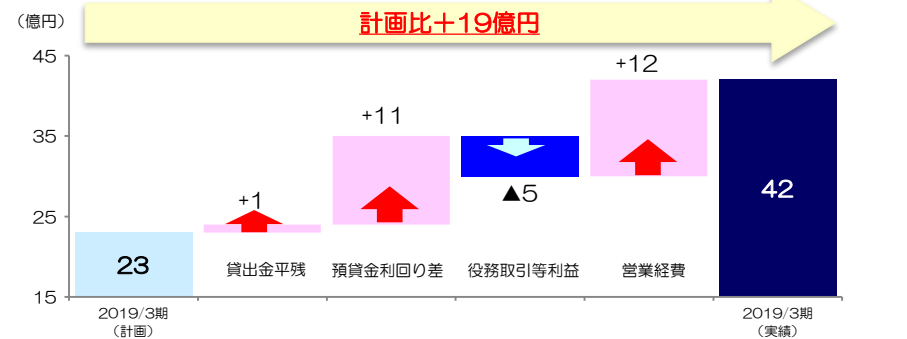 （億円）
計画比＋19億円
45
35
25
15
23
+1
+11
▲5
+12
42
貸出金平残
預貸金利回り差
役務取引等利益
営業経費
2019/3期
（計画）
2019/3期
（実績）